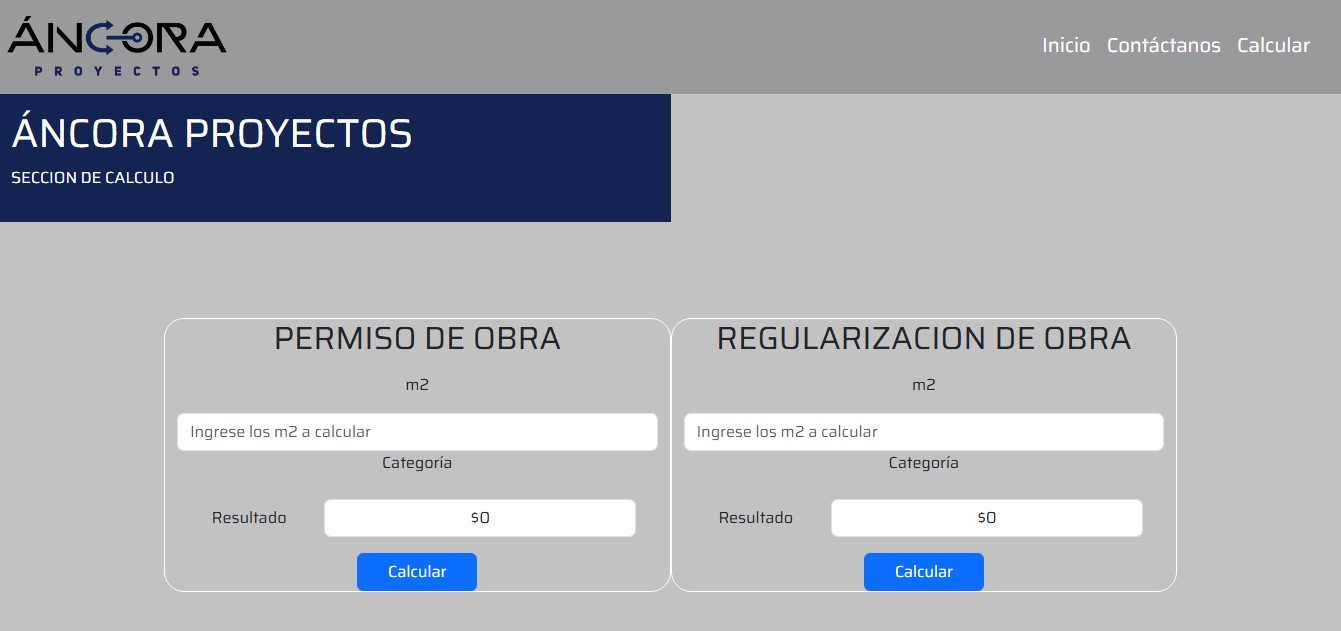 ÁNCORA
PROYECTOS
Inicio Contáctanos Calcular
ÁNCORA PROYECTOS
SECCION DE CALCULO
PERMISO DE OBRA
m2
Ingrese los m2 a calcular
Categoría
Resultado $0
Calcular
REGULARIZACION DE OBRA
m2
Ingrese los m2 a calcular
Categoría
Resultado $0
Calcular